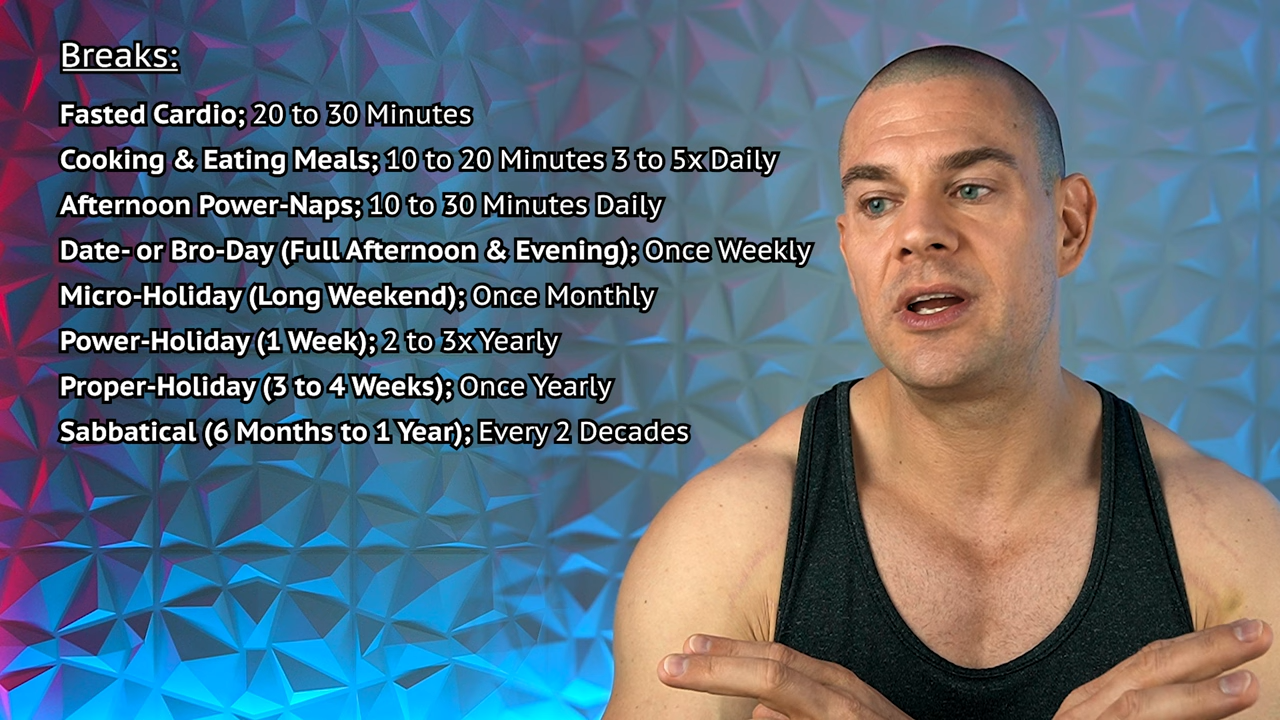 Breaks:
Fasted Cardio; 20 to 30 Minutes
Cooking & Eating Meals; 10 to 20 Minutes 3 to 5x Daily
Afternoon Power-Naps; 10 to 30 Minutes Daily
Date- or Bro-Day (Full Afternoon & Evening); Once Weekly
Micro-Holiday (Long Weekend); Once Monthly
Power-Holiday (1 Week); 2 to 3x Yearly
Proper-Holiday (3 to 4 Weeks); Once Yearly
Sabbatical (6 Months to 1 Year); Every 2 Decades